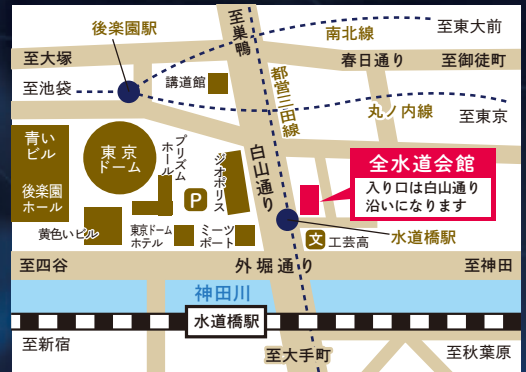 後楽園駅
至巣鴨
南北線
至東大前
至大塚
春日通り
至御徒町
至池袋
講道館
都営三田線
丸ノ内線
至東京
青い
ビル
後楽園
ホール
東京
ドーム
プリズム
ホール
P
ジオポリス
白山通り
全水道会館
入り口は白山通り
沿いになります
黄色いビル
東京ドーム
ホテル
ミーツ
ポート
文
工芸高
水道橋駅
至四谷
外堀通り
至神田
神田川
水道橋駅
至新宿
至大手町
至秋葉原